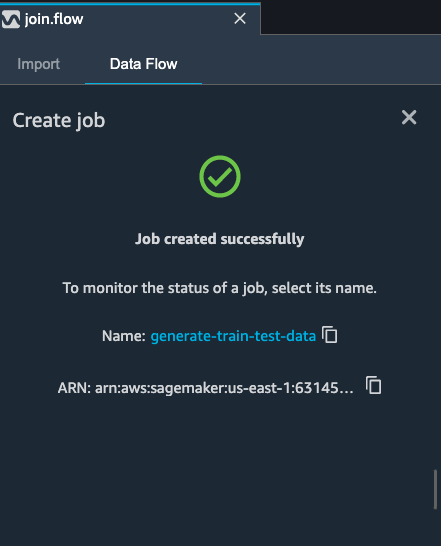 join.flow
Import Data Flow
Create job
Job created successfully
To monitor the status of a job, select its name.
Name: generate-train-test-data
ARN: arn:aws:sagemaker:us-east-1:63145...